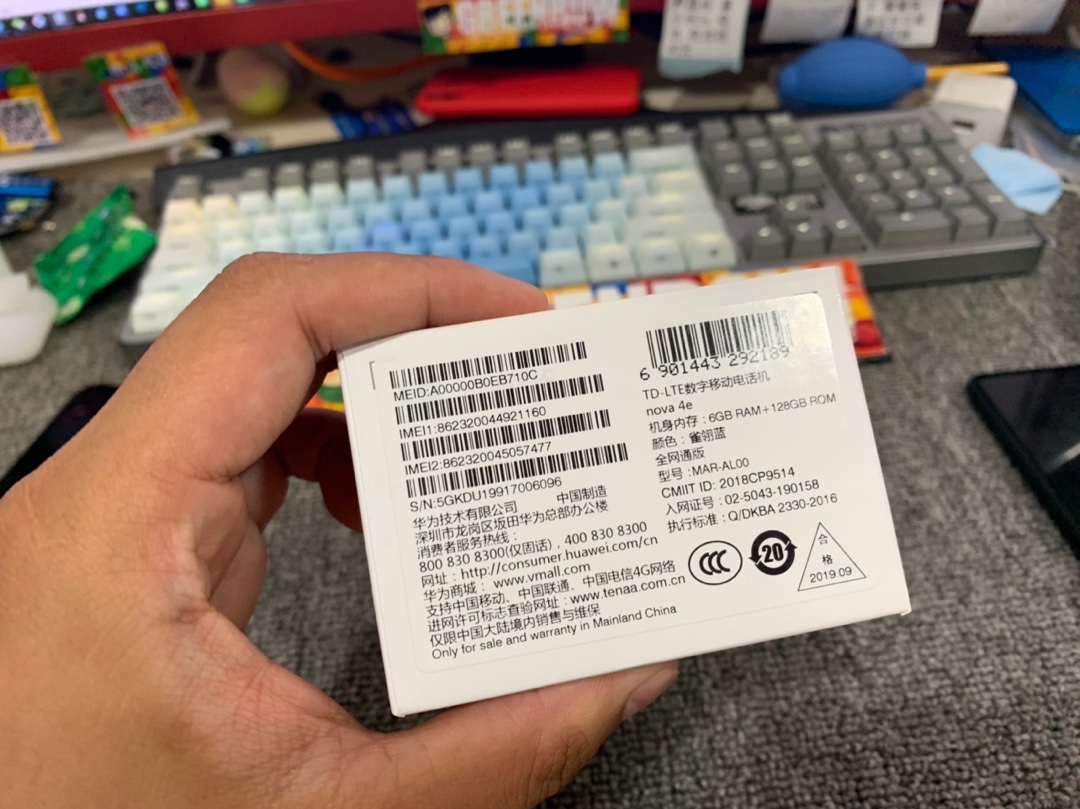 GREENROW
MEID:A00000B0EB710C
IMEI1:862320044921160
IMEI2:862320045057477
S/N:5GKDU19917006096
华为技术有限公司 中国制造
深圳市龙岗区坂田华为总部办公楼
消费者服务热线：
800 830 8300(仅固话)，400 830 8300
网址：http://consumer.huawei.com/cn
华为商城：www.vmall.com
支持中国移动、中国联通、中国电信4G网络
进网许可标志查验网址：www.tenaa.com.cn
仅限中国大陆境内销售与维保
Only for sale and warranty in Mainland China
6 901443 292189
TD-LTE数字移动电话机
nova 4e
机身内存：6GB RAM+128GB ROM
颜色：雀翎蓝
全网通版
型号：MAR-AL00
CMIIT ID: 2018CP9514
入网证号：02-5043-190158
执行标准：Q/DKBA 2330-2016
CCC
20
合
格
2019.09